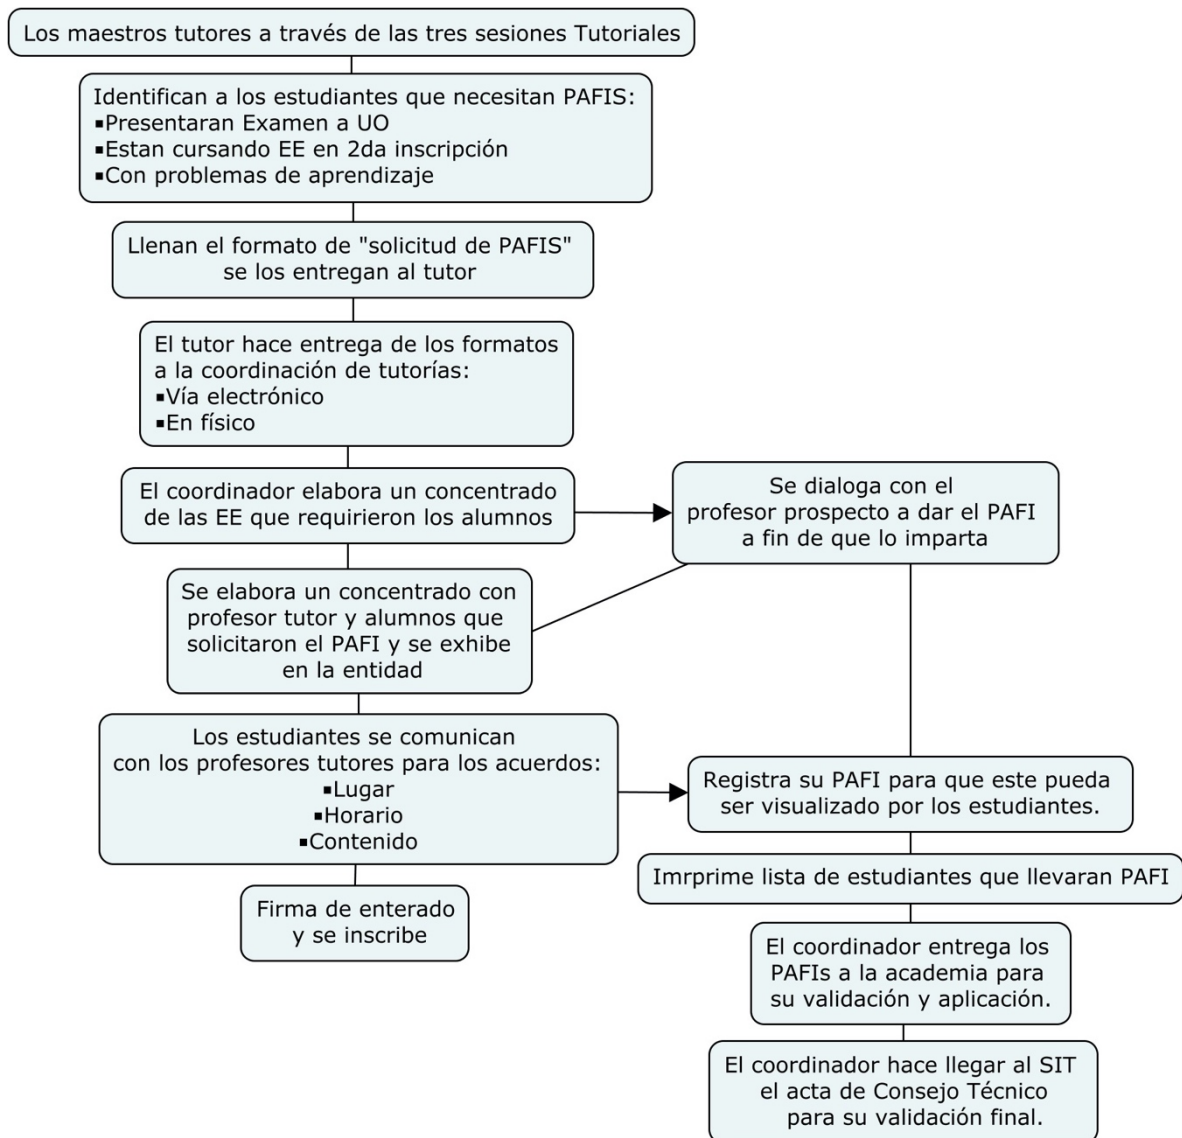 Los maestros tutores a través de las tres sesiones Tutoriales
Identifican a los estudiantes que necesitan PAFIS:
▪Presentaran Examen a UO
▪Estan cursando EE en 2da inscripción
▪Con problemas de aprendizaje
Llenan el formato de "solicitud de PAFIS"
se los entregan al tutor
El tutor hace entrega de los formatos
a la coordinación de tutorías:
▪Vía electrónico
▪En físico
El coordinador elabora un concentrado
de las EE que requirieron los alumnos
Se dialoga con el
profesor prospecto a dar el PAFI
a fin de que lo imparta
Se elabora un concentrado con
profesor tutor y alumnos que
solicitaron el PAFI y se exhibe
en la entidad
Los estudiantes se comunican
con los profesores tutores para los acuerdos:
▪Lugar
▪Horario
▪Contenido
Registra su PAFI para que este pueda
ser visualizado por los estudiantes.
Firma de enterado
y se inscribe
Imrprime lista de estudiantes que llevaran PAFI
El coordinador entrega los
PAFIs a la academia para
su validación y aplicación.
El coordinador hace llegar al SIT
el acta de Consejo Técnico
para su validación final.